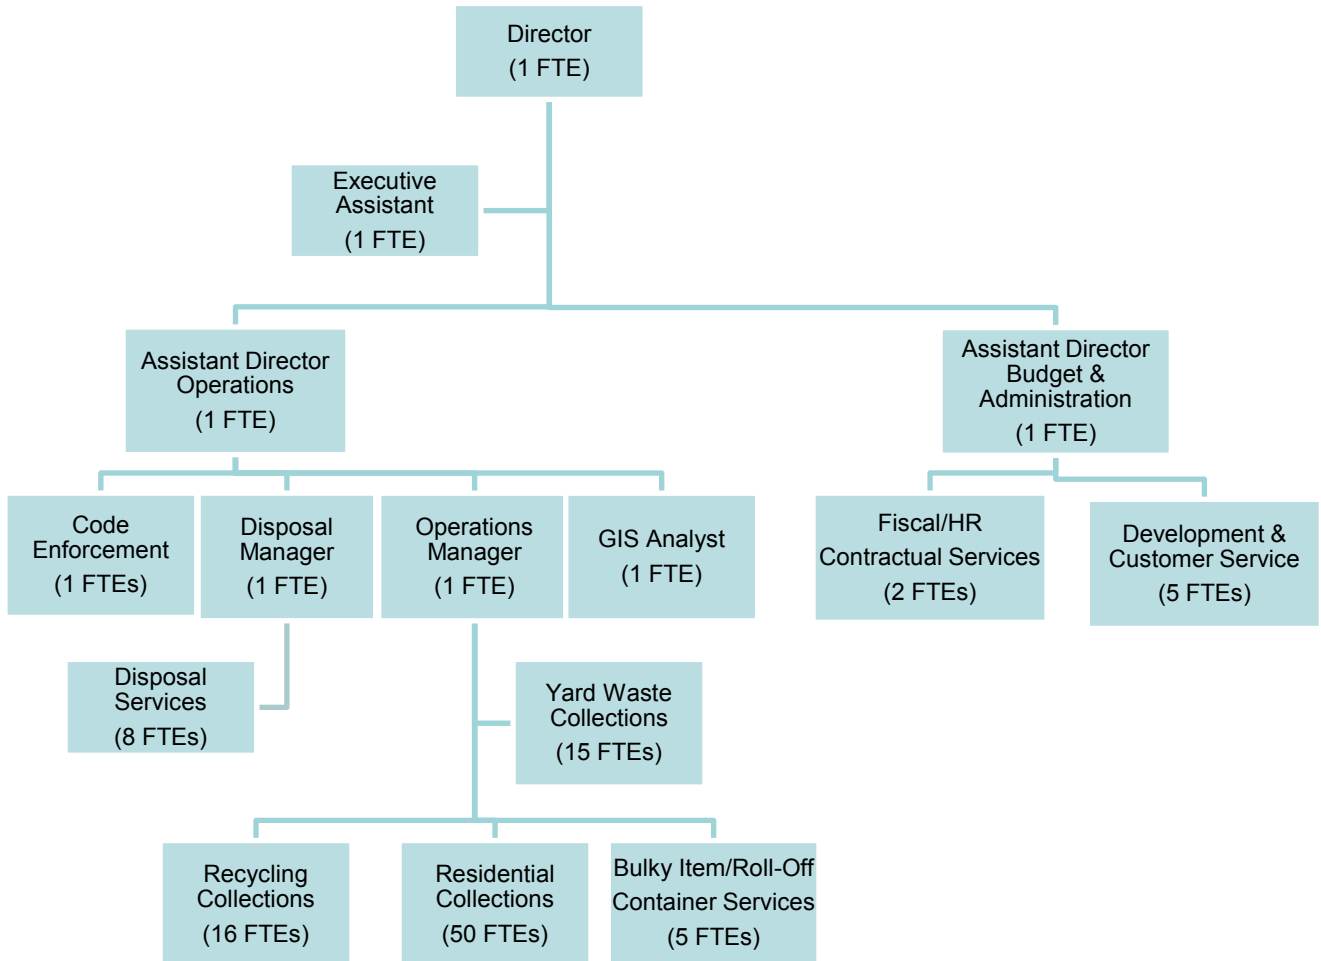 Director
(1 FTE)
Executive
Assistant
(1 FTE)
Assistant Director
Operations
(1 FTE)
Assistant Director
Budget &
Administration
(1 FTE)
Code
Enforcement
(1 FTEs)
Disposal
Manager
(1 FTE)
Operations
Manager
(1 FTE)
GIS Analyst
(1 FTE)
Fiscal/HR
Contractual Services
(2 FTEs)
Development &
Customer Service
(5 FTEs)
Disposal
Services
(8 FTEs)
Yard Waste
Collections
(15 FTEs)
Recycling
Collections
(16 FTEs)
Residential
Collections
(50 FTEs)
Bulky Item/Roll-Off
Container Services
(5 FTEs)